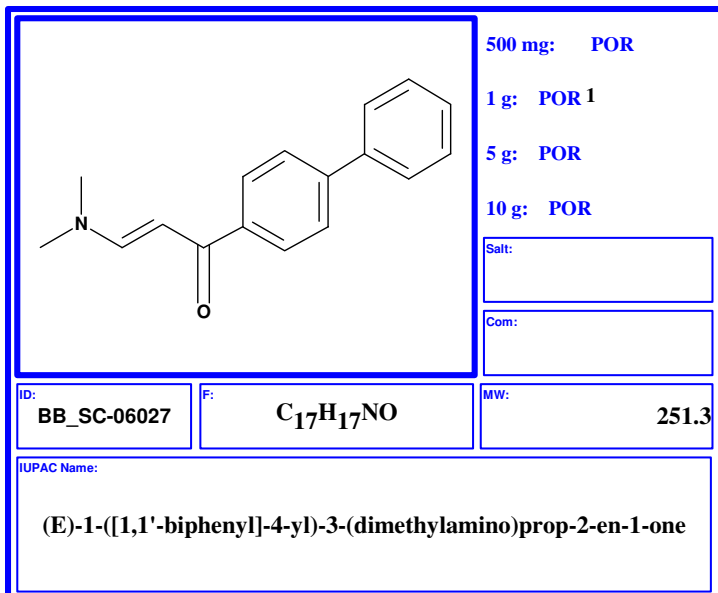 500 mg: POR
1 g: POR 1
5 g: POR
10 g: POR
N
O
Salt:
Com:
ID:
BB_SC-06027
F:
C17H17NO
MW:
251.3
IUPAC Name:
(E)-1-([1,1'-biphenyl]-4-yl)-3-(dimethylamino)prop-2-en-1-one